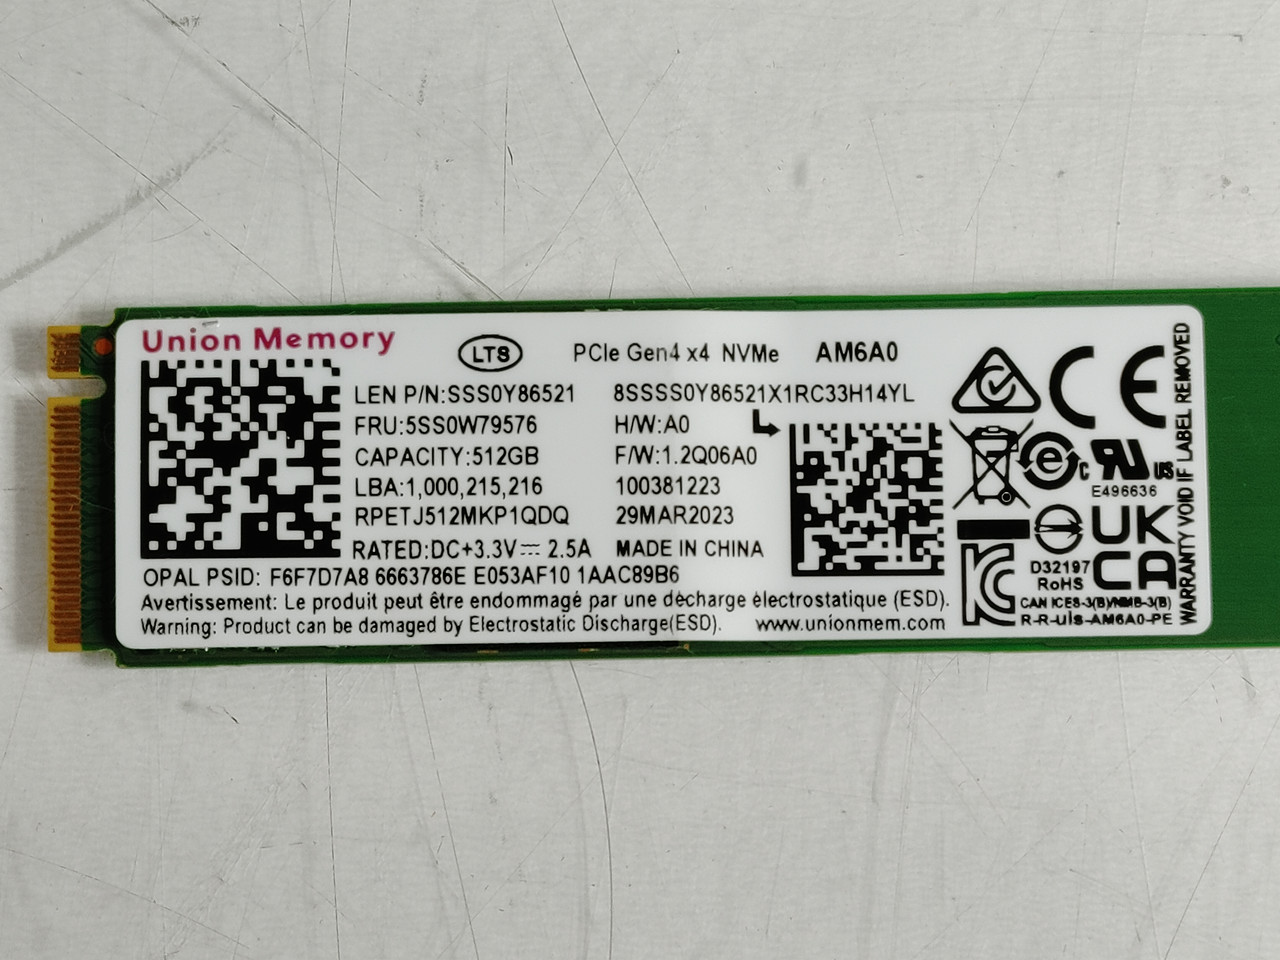 Union Memory
LTS PCIe Gen4 x4 NVMe AM6A0
LEN P/N:SSS0Y86521 8SSSS0Y86521X1RC33H14YL
FRU:5SS0W79576 H/W:A0
CAPACITY:512GB F/W:1.2Q06A0
LBA:1,000,215,216 100381223
RPETJ512MKP1QDQ 29MAR2023
RATED:DC+3.3V⎓ 2.5A MADE IN CHINA
OPAL PSID: F6F7D7A8 6663786E E053AF10 1AAC89B6
Avertissement: Le produit peut être endommagé par une décharge électrostatique (ESD).
Warning: Product can be damaged by Electrostatic Discharge(ESD). www.unionmem.com
CE
c US
E496636
UK
CA
D32197
RoHS
CAN ICES-3(B)/NMB-3(B)
R-R-UIS-AM6A0-PE
WARRANTY VOID IF LABEL REMOVED